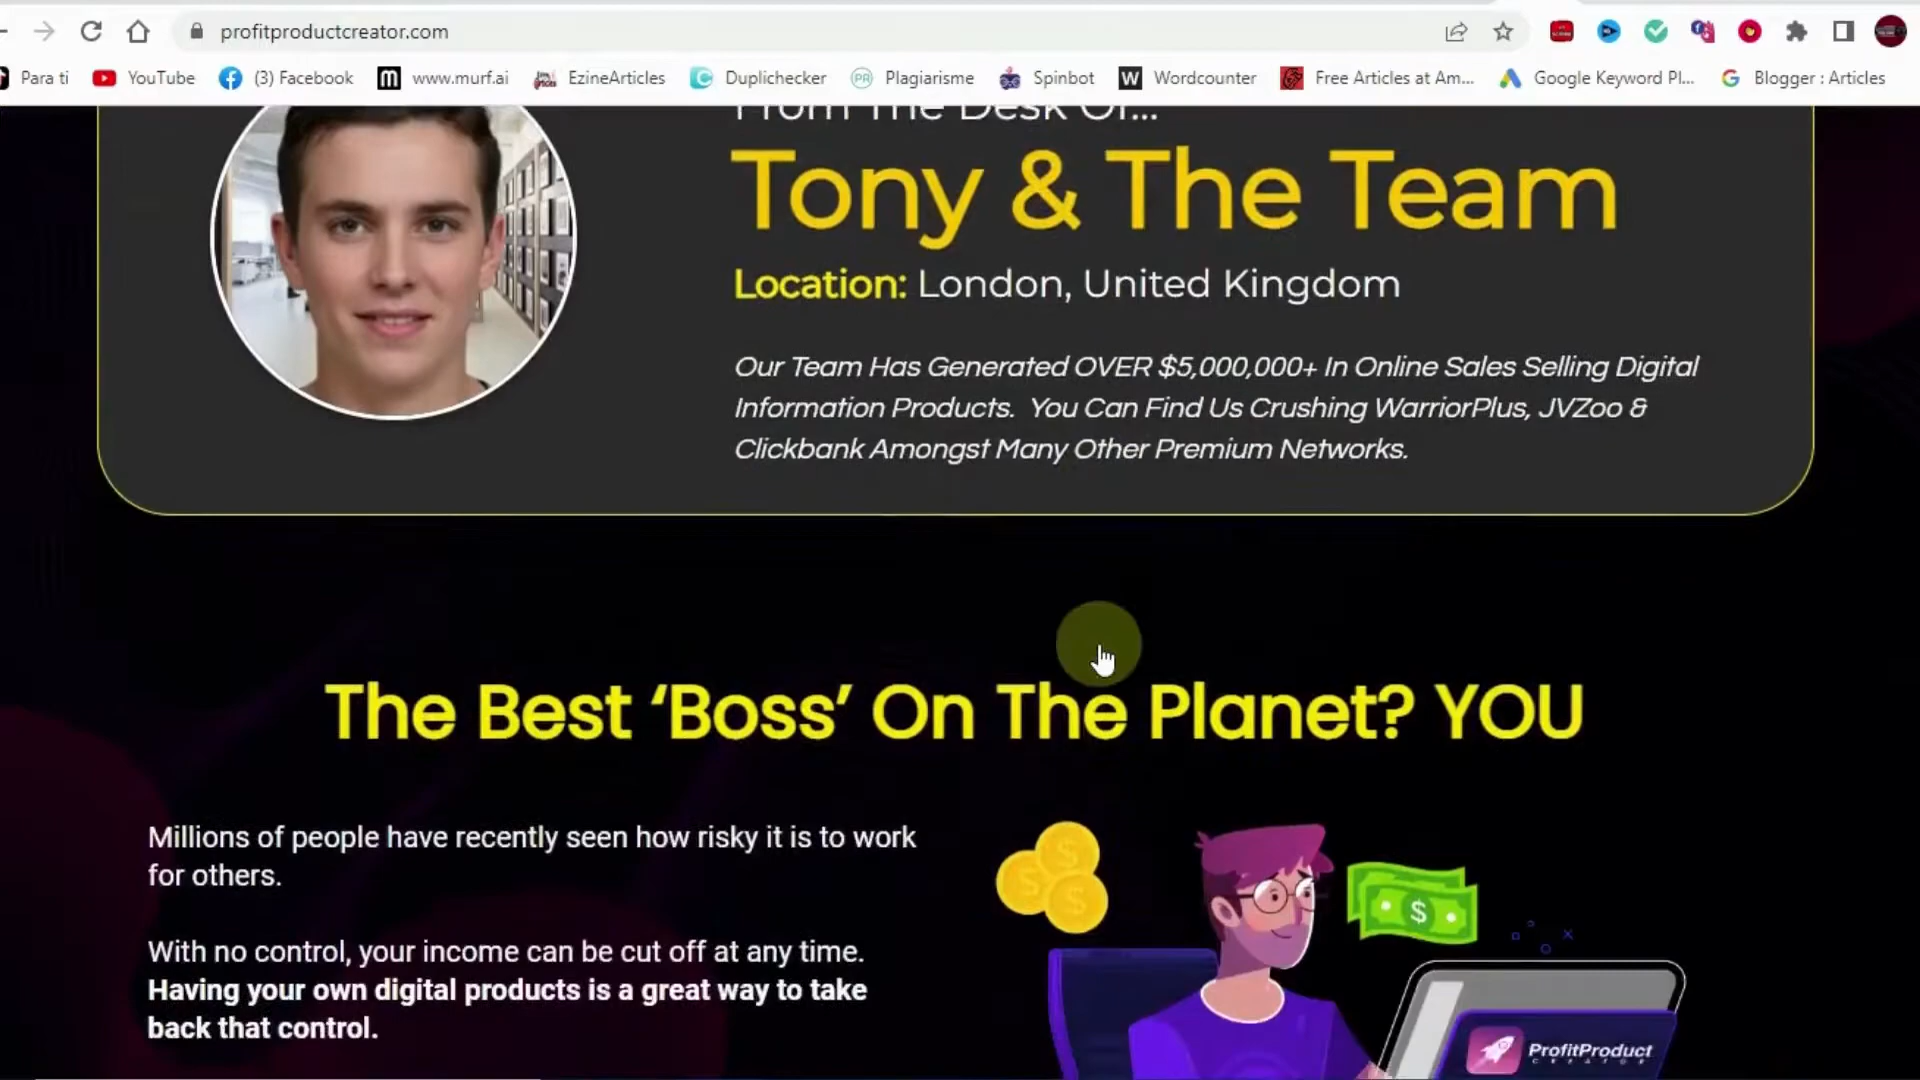 profitproductcreator.com
Para ti YouTube (3) Facebook www.murf.ai EzineArticles Duplichecker Plagiarisme Spinbot Wordcounter Free Articles at Am... Google Keyword Pl... Blogger : Articles
From The Desk Of...
Tony & The Team
Location: London, United Kingdom
Our Team Has Generated OVER $5,000,000+ In Online Sales Selling Digital
Information Products. You Can Find Us Crushing WarriorPlus, JVZoo &
Clickbank Amongst Many Other Premium Networks.
The Best ‘Boss’ On The Planet? YOU
Millions of people have recently seen how risky it is to work
for others.
With no control, your income can be cut off at any time.
Having your own digital products is a great way to take
back that control.
ProfitProduct
CREATOR